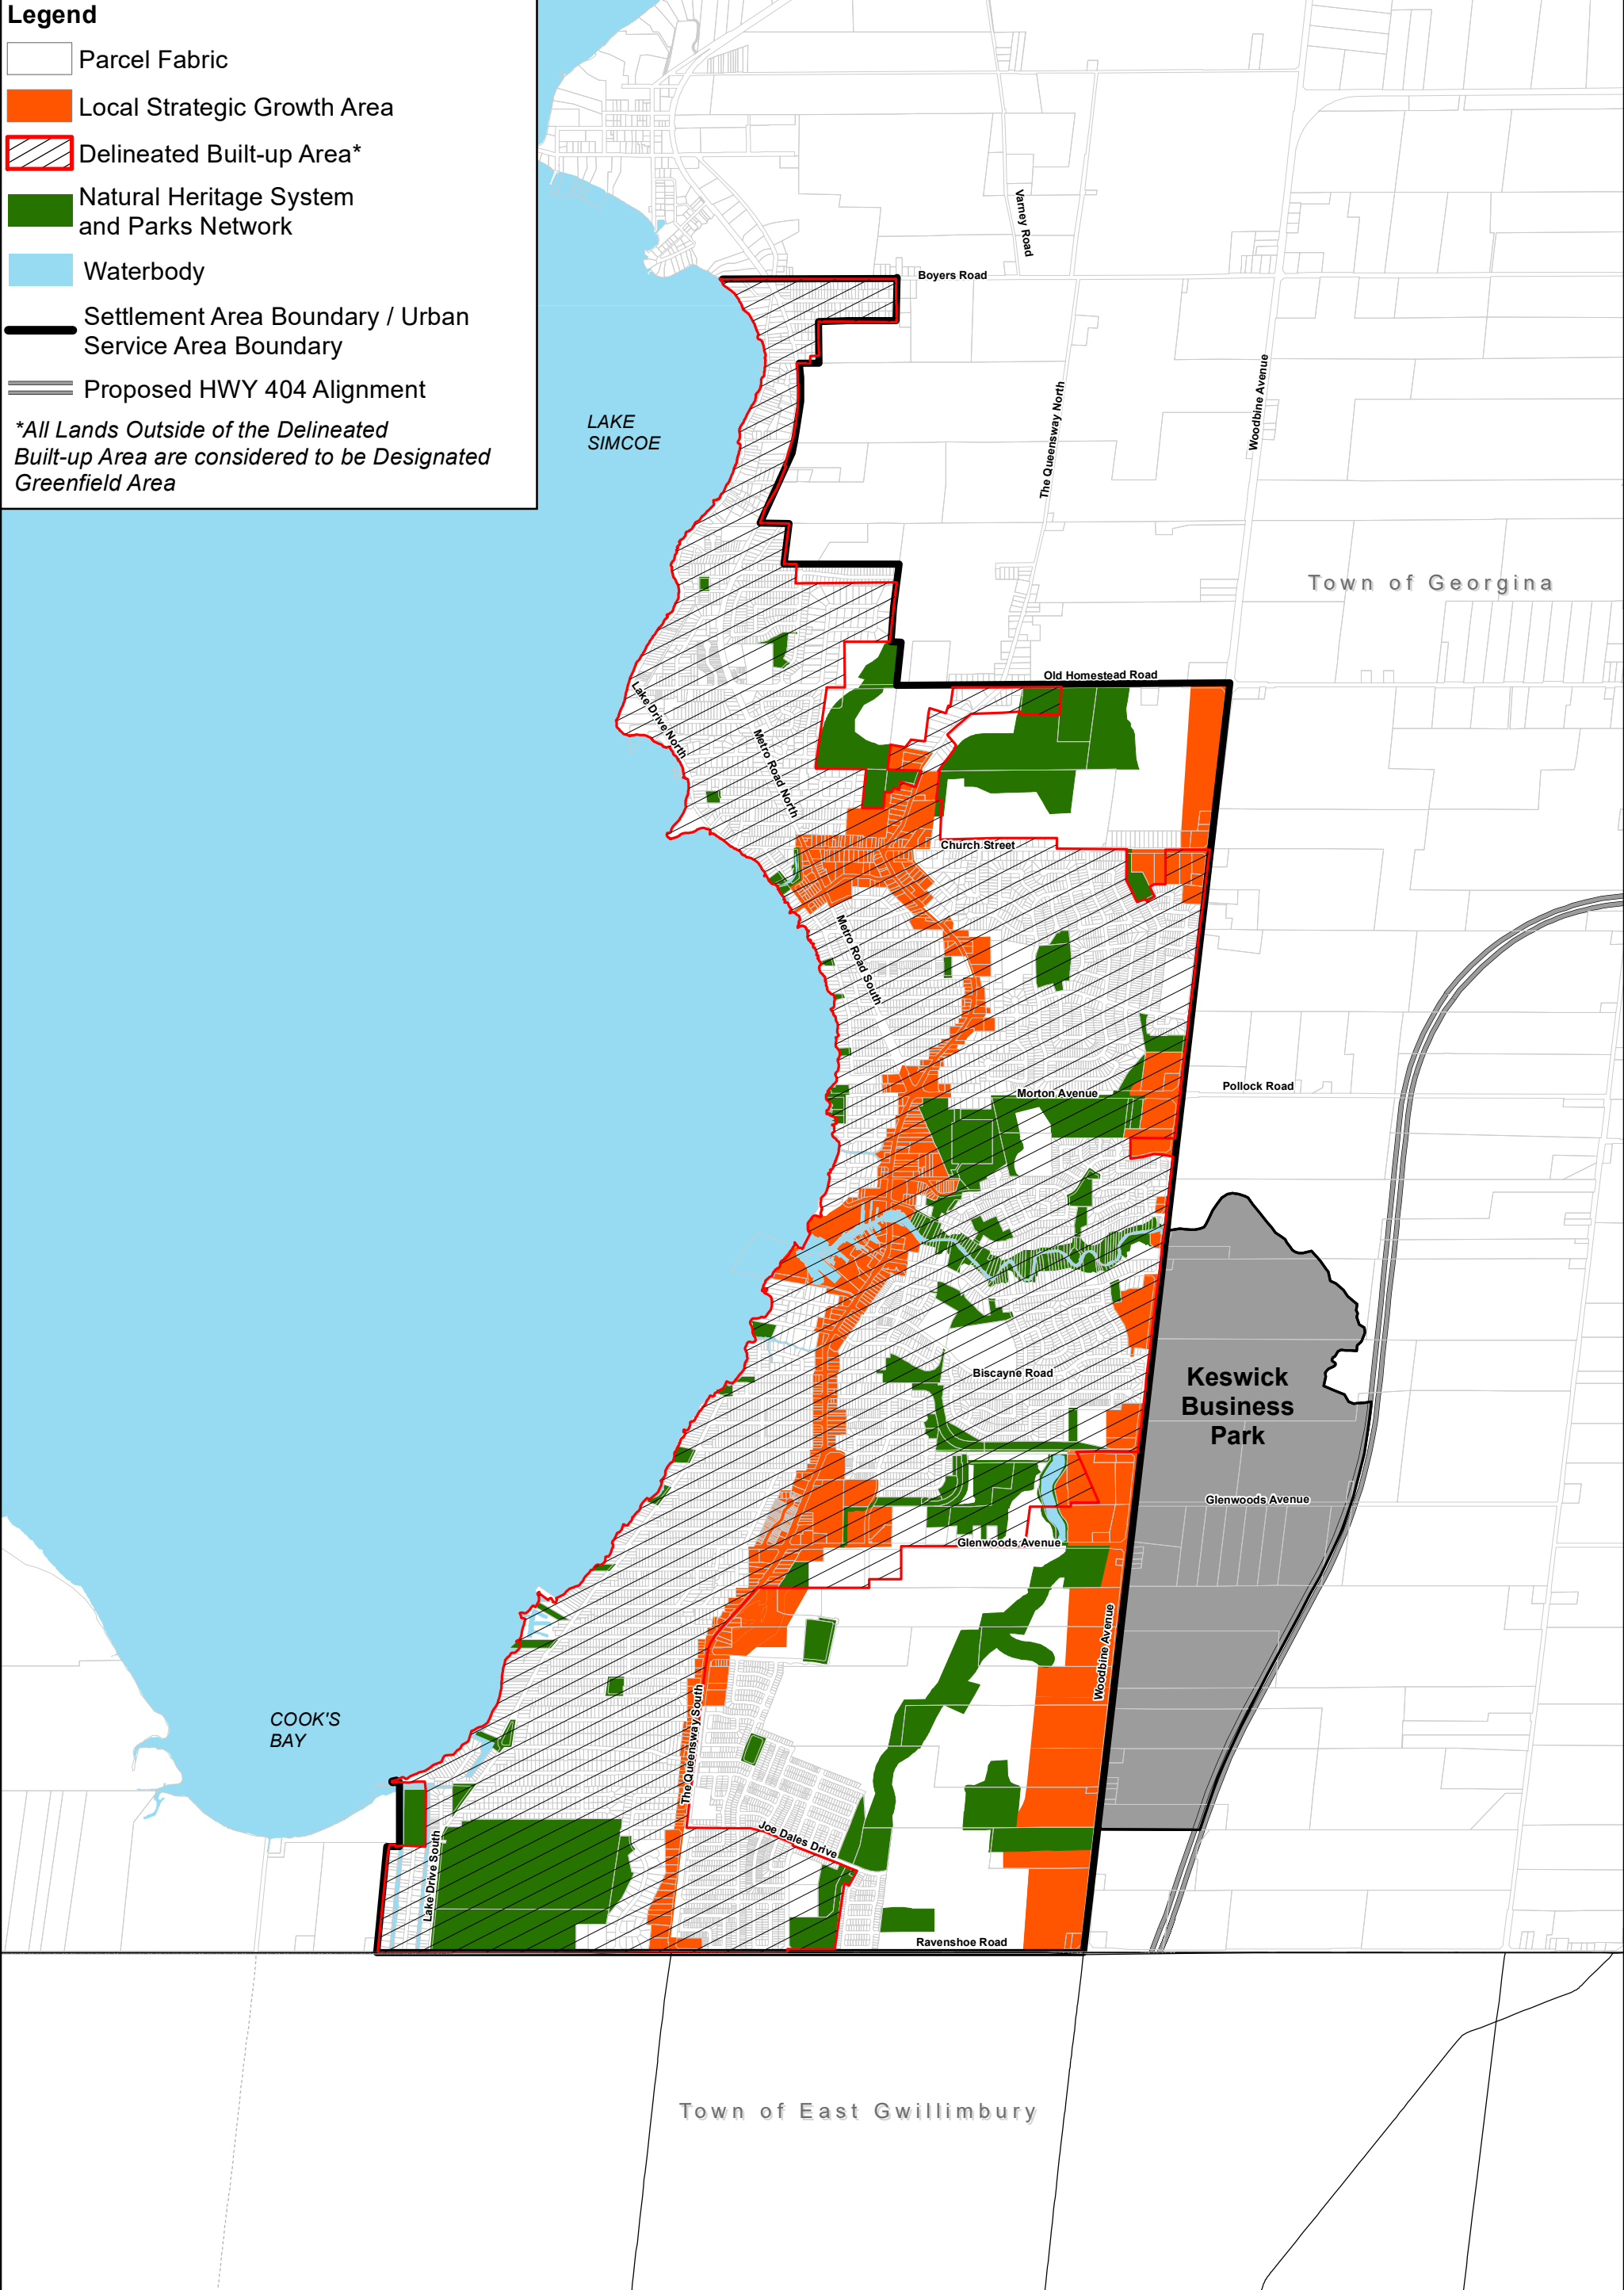 Legend
Parcel Fabric
Local Strategic Growth Area
Delineated Built-up Area*
Natural Heritage System
and Parks Network
Waterbody
Settlement Area Boundary / Urban
Service Area Boundary
Proposed HWY 404 Alignment
*All Lands Outside of the Delineated
Built-up Area are considered to be Designated
Greenfield Area
Varney Road
Boyers Road
LAKE
SIMCOE
The Queensway North
Woodbine Avenue
Town of Georgina
Old Homestead Road
Lake Drive North
Metro Road North
Church Street
Metro Road South
Morton Avenue
Pollock Road
Biscayne Road
Keswick
Business
Park
Glenwoods Avenue
Glenwoods Avenue
Woodbine Avenue
The Queensway South
COOK'S
BAY
Joe Dales Drive
Lake Drive South
Ravenshoe Road
Town of East Gwillimbury